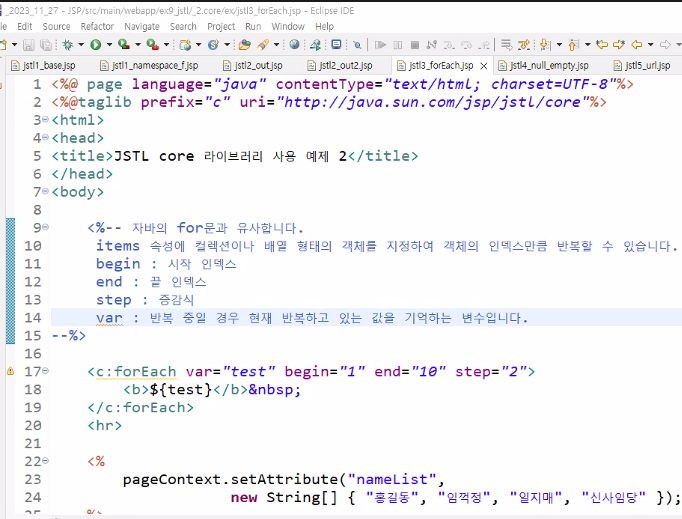 _2023_11_27 - JSP/src/main/webapp/ex9_jstl/_2.core/ex/jstl3_forEach.jsp - Eclipse IDE
Edit Source Refactor Navigate Search Project Run Window Help
jstl1_base.jsp jstl1_namespace_f.jsp jstl2_out.jsp jstl2_out2.jsp jstl3_forEach.jsp jstl4_null_empty.jsp jstl5_url.jsp
1 <%@ page language="java" contentType="text/html; charset=UTF-8"%>
2 <%@taglib prefix="c" uri="http://java.sun.com/jsp/jstl/core"%>
3 <html>
4 <head>
5 <title>JSTL core 라이브러리 사용 예제 2</title>
6 </head>
7 <body>
8
9 <%-- 자바의 for문과 유사합니다.
10 items 속성에 컬렉션이나 배열 형태의 객체를 지정하여 객체의 인덱스만큼 반복할 수 있습니다.
11 begin : 시작 인덱스
12 end : 끝 인덱스
13 step : 증감식
14 var : 반복 중일 경우 현재 반복하고 있는 값을 기억하는 변수입니다.
15 --%>
16
17 <c:forEach var="test" begin="1" end="10" step="2">
18 <b>${test}</b>&nbsp;
19 </c:forEach>
20 <hr>
21
22 <%
23 pageContext.setAttribute("nameList",
24 new String[] { "홍길동", "임꺽정", "일지매", "신사임당" });
25 %>